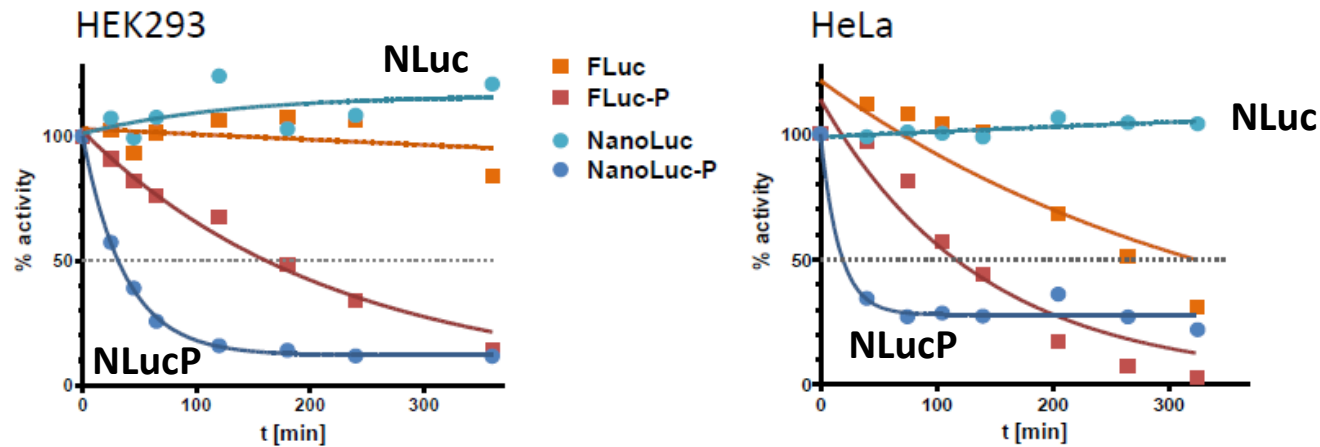 HEK293
NLuc
NLucP
% activity
100
50
0
0
100
200
300
t [min]
FLuc
FLuc-P
NanoLuc
NanoLuc-P
HeLa
NLuc
NLucP
% activity
100
50
0
0
100
200
300
t [min]